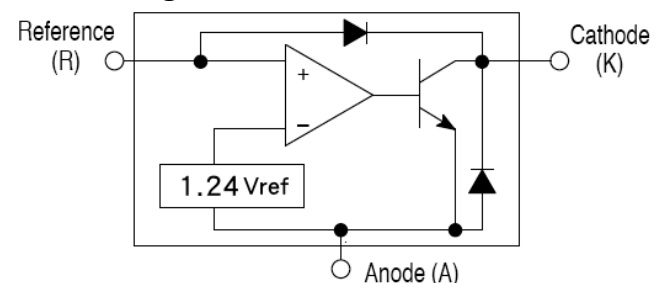 Reference
(R)
Cathode
(K)
+
−
1.24 Vref
Anode (A)